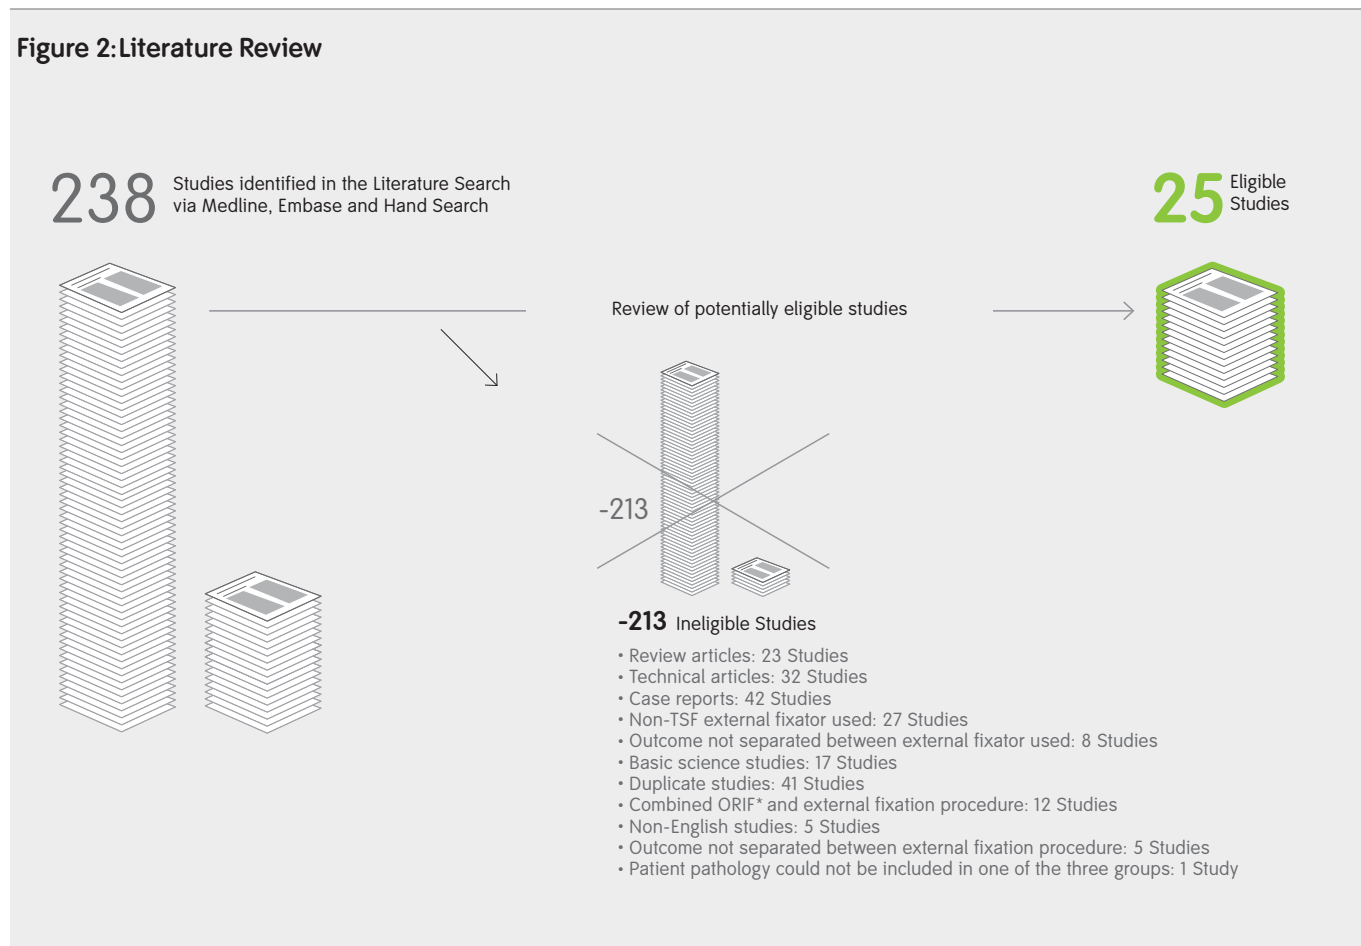 Figure 2: Literature Review
238
Studies identified in the Literature Search
via Medline, Embase and Hand Search
25
Eligible
Studies
Review of potentially eligible studies
-213
-213 Ineligible Studies
• Review articles: 23 Studies
• Technical articles: 32 Studies
• Case reports: 42 Studies
• Non-TSF external fixator used: 27 Studies
• Outcome not separated between external fixator used: 8 Studies
• Basic science studies: 17 Studies
• Duplicate studies: 41 Studies
• Combined ORIF* and external fixation procedure: 12 Studies
• Non-English studies: 5 Studies
• Outcome not separated between external fixation procedure: 5 Studies
• Patient pathology could not be included in one of the three groups: 1 Study